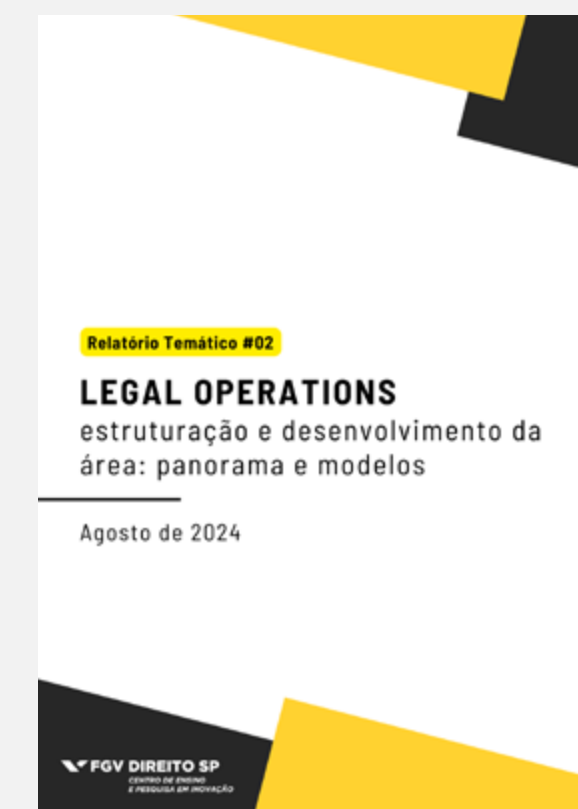 Relatório Temático #02
LEGAL OPERATIONS
estruturação e desenvolvimento da
área: panorama e modelos
Agosto de 2024
FGV DIREITO SP
CENTRO DE ENSINO
E PESQUISA EM INOVAÇÃO